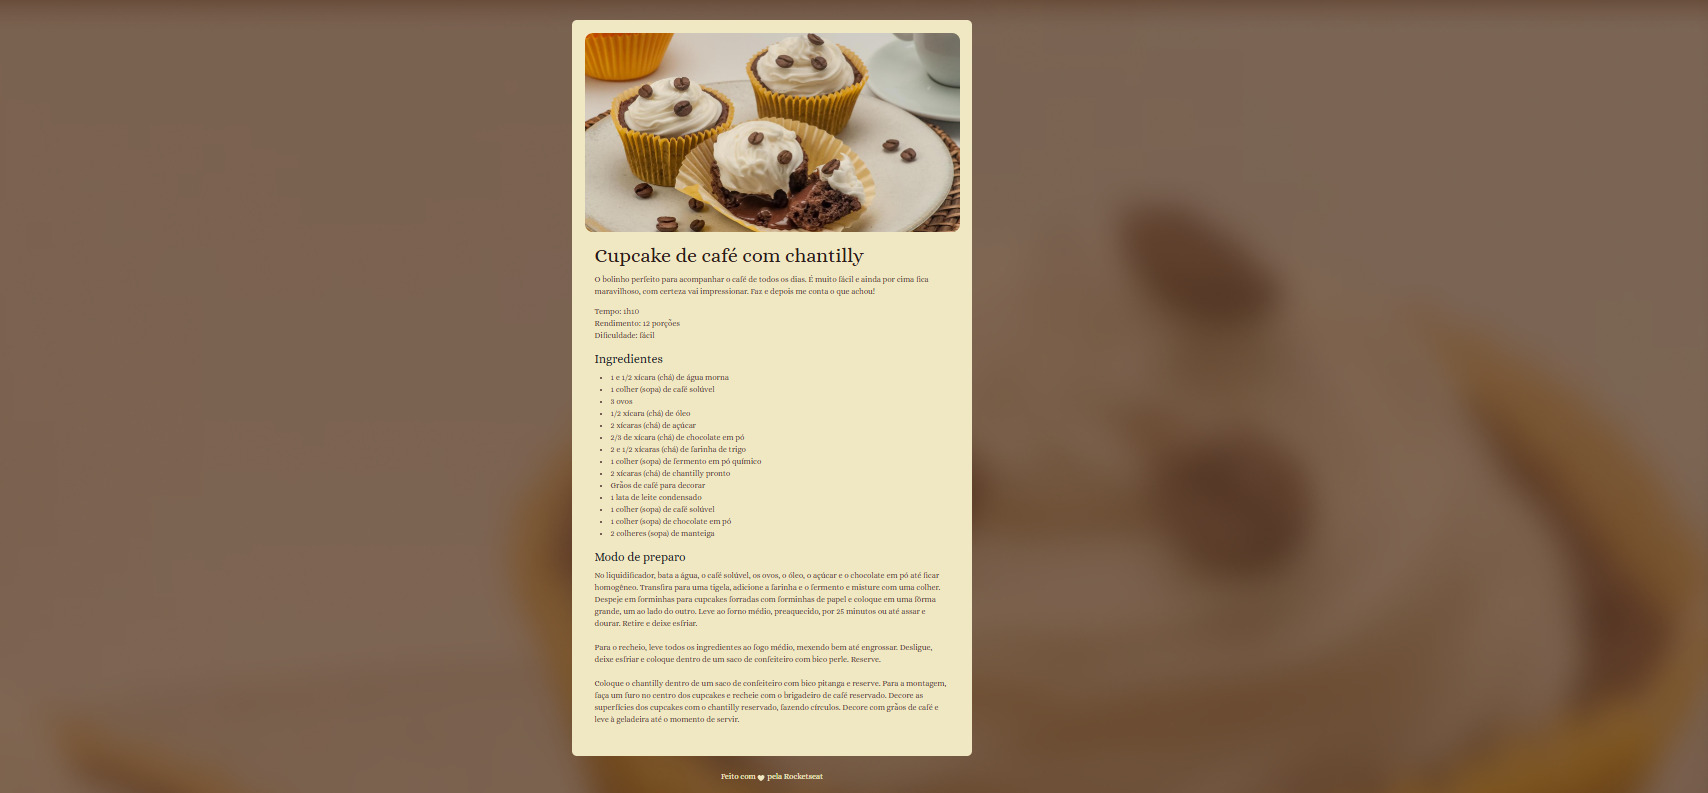 Cupcake de café com chantilly
O bolinho perfeito para acompanhar o café de todos os dias. É muito fácil e ainda por cima fica
maravilhoso, com certeza vai impressionar. Faz e depois me conta o que achou!
Tempo: 1h10
Rendimento: 12 porções
Dificuldade: fácil
Ingredientes
• 1 e 1/2 xícara (chá) de água morna
• 1 colher (sopa) de café solúvel
• 3 ovos
• 1/2 xícara (chá) de óleo
• 2 xícaras (chá) de açúcar
• 2/3 de xícara (chá) de chocolate em pó
• 2 e 1/2 xícaras (chá) de farinha de trigo
• 1 colher (sopa) de fermento em pó químico
• 2 xícaras (chá) de chantilly pronto
• Grãos de café para decorar
• 1 lata de leite condensado
• 1 colher (sopa) de café solúvel
• 1 colher (sopa) de chocolate em pó
• 2 colheres (sopa) de manteiga
Modo de preparo
No liquidificador, bata a água, o café solúvel, os ovos, o óleo, o açúcar e o chocolate em pó até ficar
homogêneo. Transfira para uma tigela, adicione a farinha e o fermento e misture com uma colher.
Despeje em forminhas para cupcakes forradas com forminhas de papel e coloque em uma fôrma
grande, um ao lado do outro. Leve ao forno médio, preaquecido, por 25 minutos ou até assar e
dourar. Retire e deixe esfriar.
Para o recheio, leve todos os ingredientes ao fogo médio, mexendo bem até engrossar. Desligue,
deixe esfriar e coloque dentro de um saco de confeiteiro com bico perle. Reserve.
Coloque o chantilly dentro de um saco de confeiteiro com bico pitanga e reserve. Para a montagem,
faça um furo no centro dos cupcakes e recheie com o brigadeiro de café reservado. Decore as
superfícies dos cupcakes com o chantilly reservado, fazendo círculos. Decore com grãos de café e
leve à geladeira até o momento de servir.
Feito com ♥ pela Rocketseat